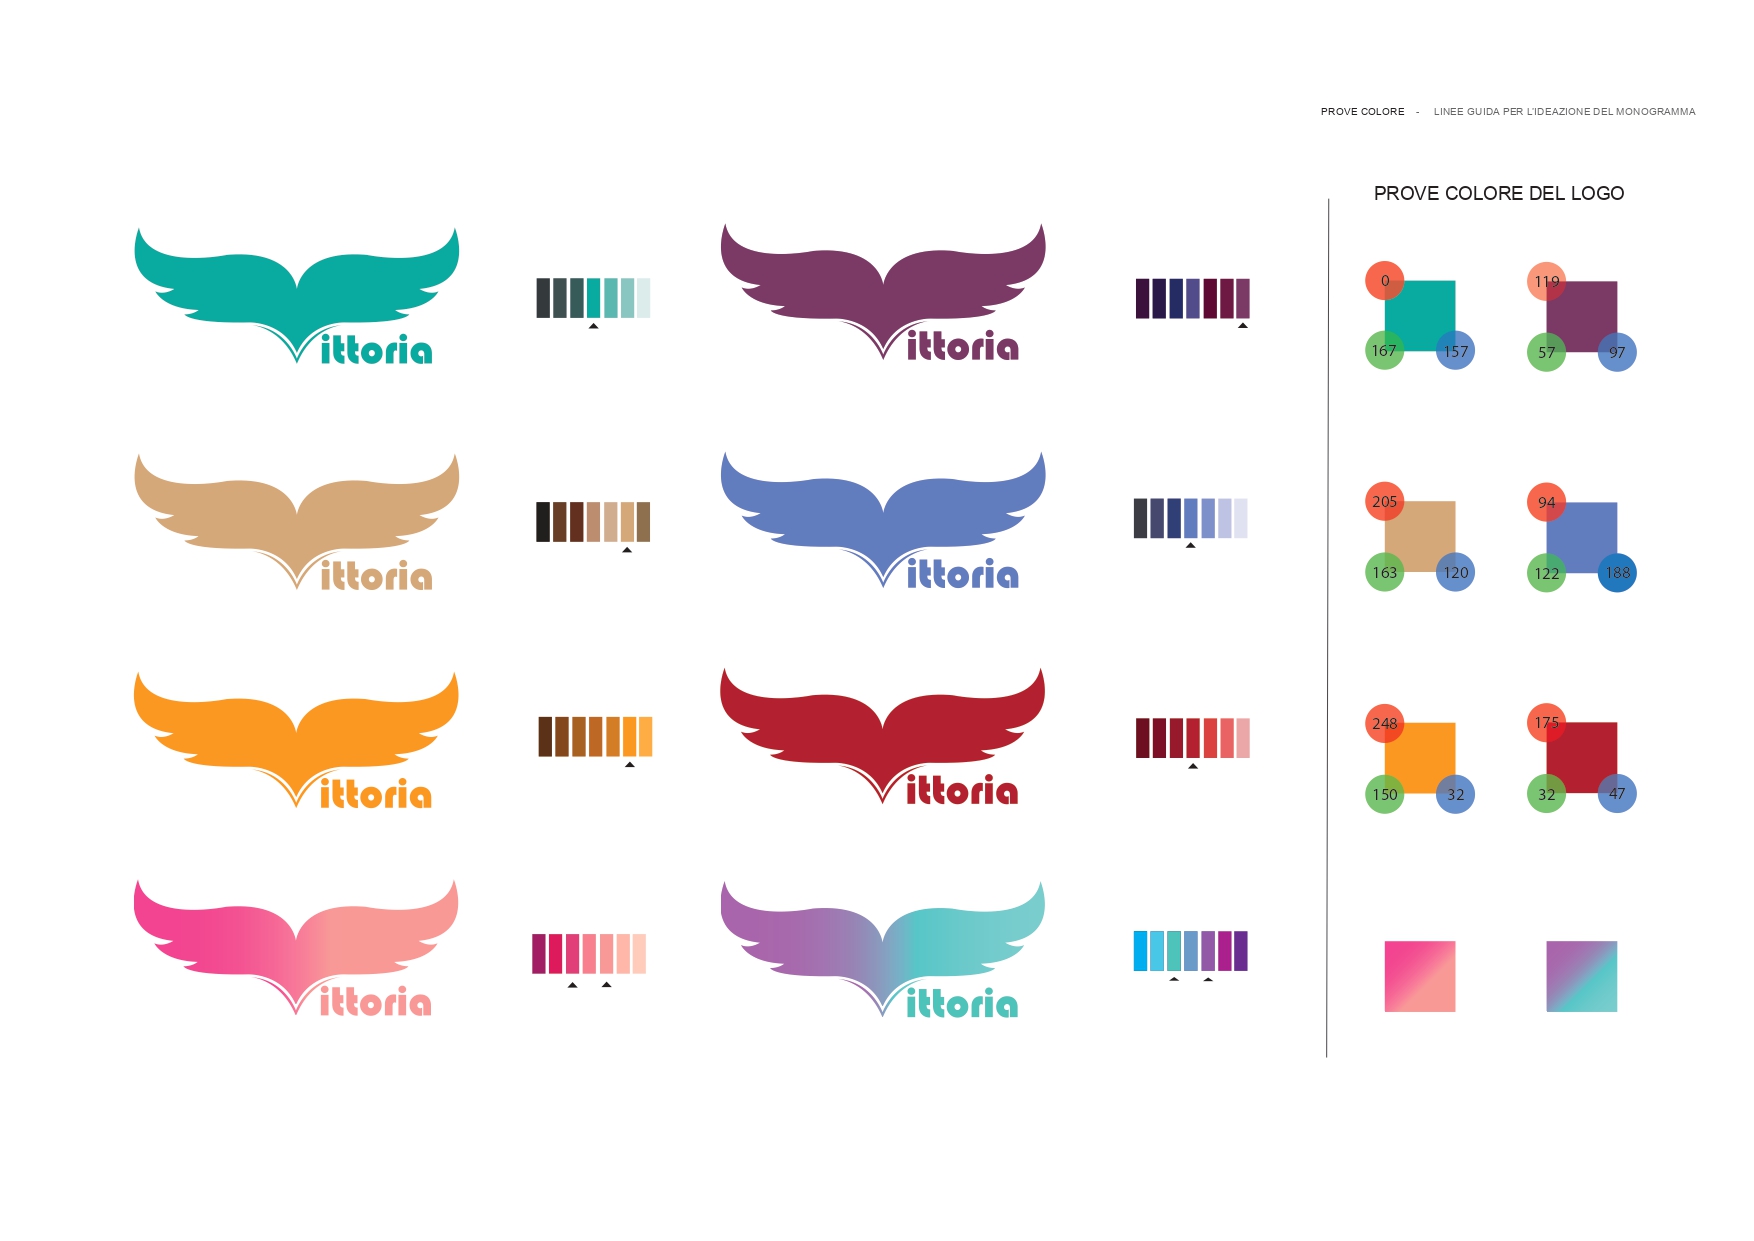 PROVE COLORE - LINEE GUIDA PER L'IDEAZIONE DEL MONOGRAMMA
PROVE COLORE DEL LOGO
ittoria
ittoria
0
119
167
157
57
97
ittoria
ittoria
205
94
163
120
122
188
ittoria
ittoria
248
175
150
32
32
47
ittoria
ittoria